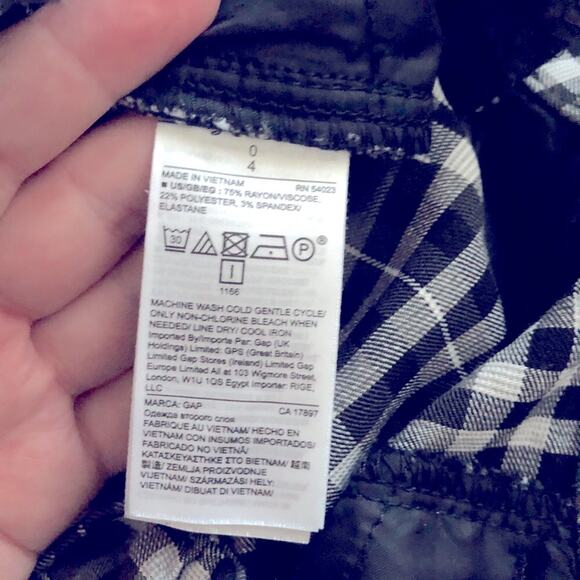 0
4
MADE IN VIETNAM RN 54023
■ US/GB/EG : 75% RAYON/VISCOSE,
22% POLYESTER, 3% SPANDEX/
ELASTANE
30 P ®
I
1166
MACHINE WASH COLD GENTLE CYCLE/
ONLY NON-CHLORINE BLEACH WHEN
NEEDED/ LINE DRY/ COOL IRON
Imported By/Importe Par: Gap (UK
Holdings) Limited: GPS (Great Britain)
Limited Gap Stores (Ireland) Limited Gap
Europe Limited All at 103 Wigmore Street,
London, W1U 1QS Egypt Importer: RIGE,
LLC
MARCA: GAP CA 17897
Одежда второго слоя
FABRIQUE AU VIETNAM/ HECHO EN
VIETNAM CON INSUMOS IMPORTADOS/
FABRICADO NO VIETNÃ/
ΚΑΤΑΣΚΕΥΑΣΤΗΚΕ ΣΤΟ ΒΙΕΤΝΑΜ/ 越南
製造/ ZEMLJA PROIZVODNJE
VIJETNAM/ SZÁRMAZÁSI HELY:
VIETNÁM/ DIBUAT DI VIETNAM/